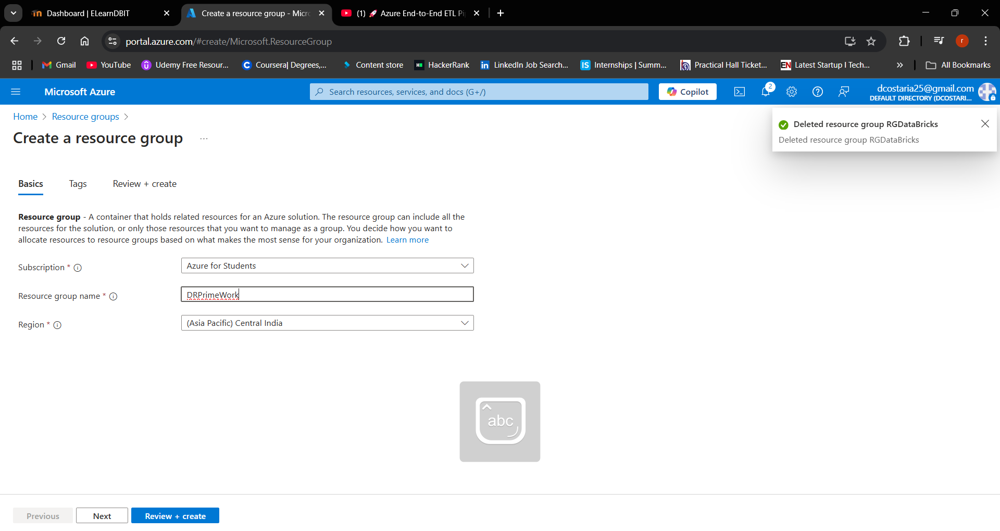 Dashboard | ELearnDBIT
Create a resource group - Micro
(1) 🚀 Azure End-to-End ETL Pi
portal.azure.com/#create/Microsoft.ResourceGroup
r
Gmail
YouTube
Udemy Free Resour...
Coursera| Degrees,...
Content store
HackerRank
LinkedIn Job Search...
IS Internships | Summ...
Practical Hall Ticket...
EN Latest Startup I Tech...
All Bookmarks
Microsoft Azure
Search resources, services, and docs (G+/)
Copilot
2
dcostaria25@gmail.com
DEFAULT DIRECTORY (DCOSTARI...
Home > Resource groups >
Create a resource group ...
Deleted resource group RGDataBricks
Deleted resource group RGDataBricks
Basics Tags Review + create
Resource group - A container that holds related resources for an Azure solution. The resource group can include all the
resources for the solution, or only those resources that you want to manage as a group. You decide how you want to
allocate resources to resource groups based on what makes the most sense for your organization. Learn more
Subscription * Azure for Students
Resource group name * DRPrimeWork
Region * (Asia Pacific) Central India
abc
Previous Next Review + create